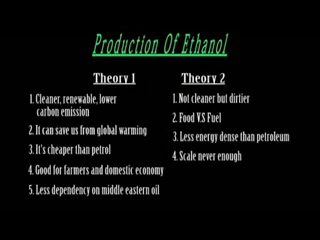 Production Of Ethanol
Theory 1
1. Cleaner, renewable, lower
carbon emission
2. It can save us from global warming
3. It's cheaper than petrol
4. Good for farmers and domestic economy
5. Less dependency on middle eastern oil
Theory 2
1. Not cleaner but dirtier
2. Food V.S Fuel
3. Less energy dense than petroleum
4. Scale never enough